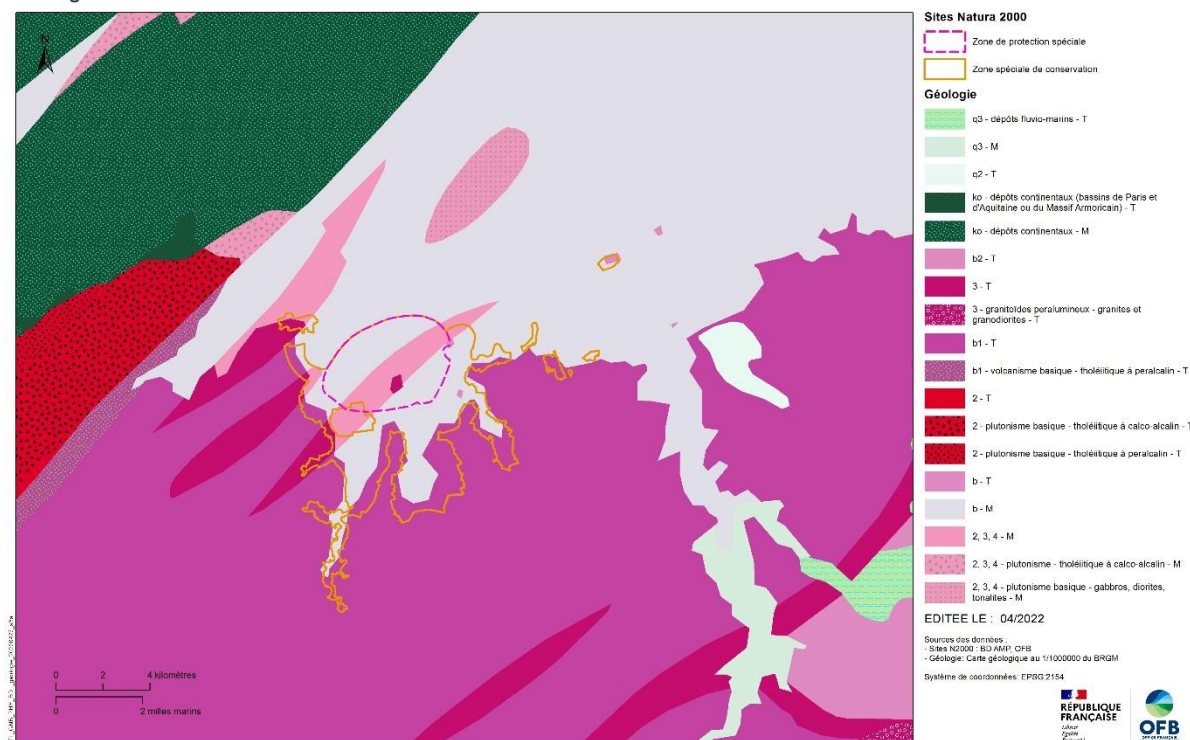 N
0 2 4 kilomètres
0 2 milles marins
Sites Natura 2000
Zone de protection spéciale
Zone spéciale de conservation
Géologie
q3 - dépôts fluvio-marins - T
q3 - M
q2 - T
ko - dépôts continentaux (bassins de Paris et
d'Aquitaine ou du Massif Armoricain) - T
ko - dépôts continentaux - M
b2 - T
3 - T
3 - granitoïdes peralumineux - granites et
granodiorites - T
b1 - T
b1 - volcanisme basique - tholéiitique à peralcalin - T
2 - T
2 - plutonisme basique - tholéiitique à calco-alcalin - T
2 - plutonisme basique - tholéiitique à peralcalin - T
b - T
b - M
2, 3, 4 - M
2, 3, 4 - plutonisme - tholéiitique à calco-alcalin - M
2, 3, 4 - plutonisme basique - gabbros, diorites,
tonalites - M
EDITEE LE : 04/2022
Sources des données :
- Sites N2000 : BD AMP, OFB
- Géologie: Carte géologique au 1/1000000 du BRGM
Système de coordonnées: EPSG:2154
RÉPUBLIQUE
FRANÇAISE
Liberté
Égalité
Fraternité
OFB